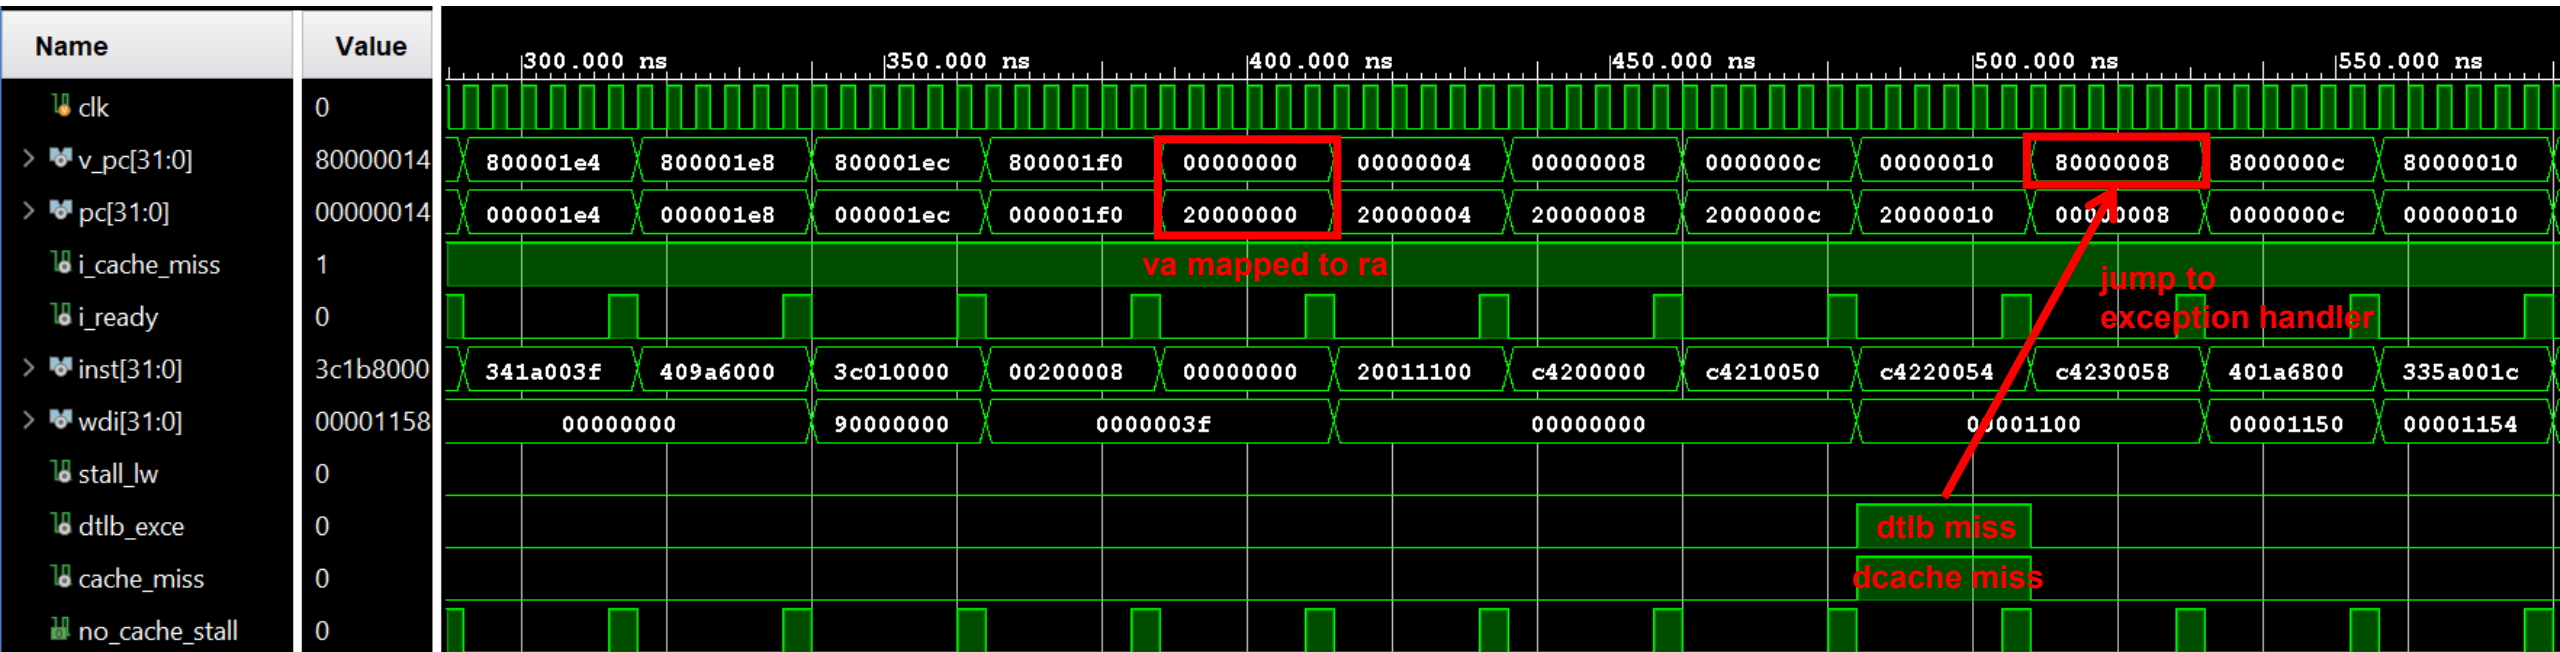 Name Value 300.000 ns 350.000 ns 400.000 ns 450.000 ns 500.000 ns 550.000 ns
clk 0
v_pc[31:0] 80000014 800001e4 800001e8 800001ec 800001f0 00000000 00000004 00000008 0000000c 00000010 80000008 8000000c 80000010
pc[31:0] 00000014 000001e4 000001e8 000001ec 000001f0 20000000 20000004 20000008 2000000c 20000010 00000008 0000000c 00000010
i_cache_miss 1 va mapped to ra jump to
i_ready 0 exception handler
inst[31:0] 3c1b8000 341a003f 409a6000 3c010000 00200008 00000000 20011100 c4200000 c4210050 c4220054 c4230058 401a6800 335a001c
wdi[31:0] 00001158 00000000 90000000 0000003f 00000000 00001100 00001150 00001154
stall_lw 0
dtlb_exce 0 dtlb miss
cache_miss 0 dcache miss
no_cache_stall 0